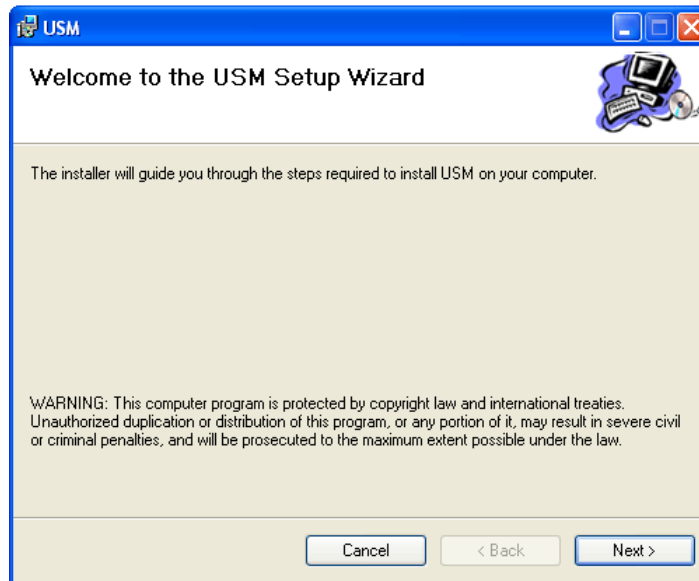 USM
Welcome to the USM Setup Wizard
The installer will guide you through the steps required to install USM on your computer.
WARNING: This computer program is protected by copyright law and international treaties.
Unauthorized duplication or distribution of this program, or any portion of it, may result in severe civil
or criminal penalties, and will be prosecuted to the maximum extent possible under the law.
Cancel
< Back
Next >